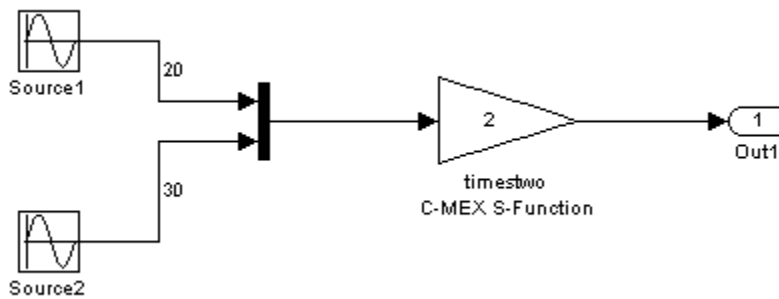 Source1
20
30
Source2
2
timestwo
C-MEX S-Function
1
Out1